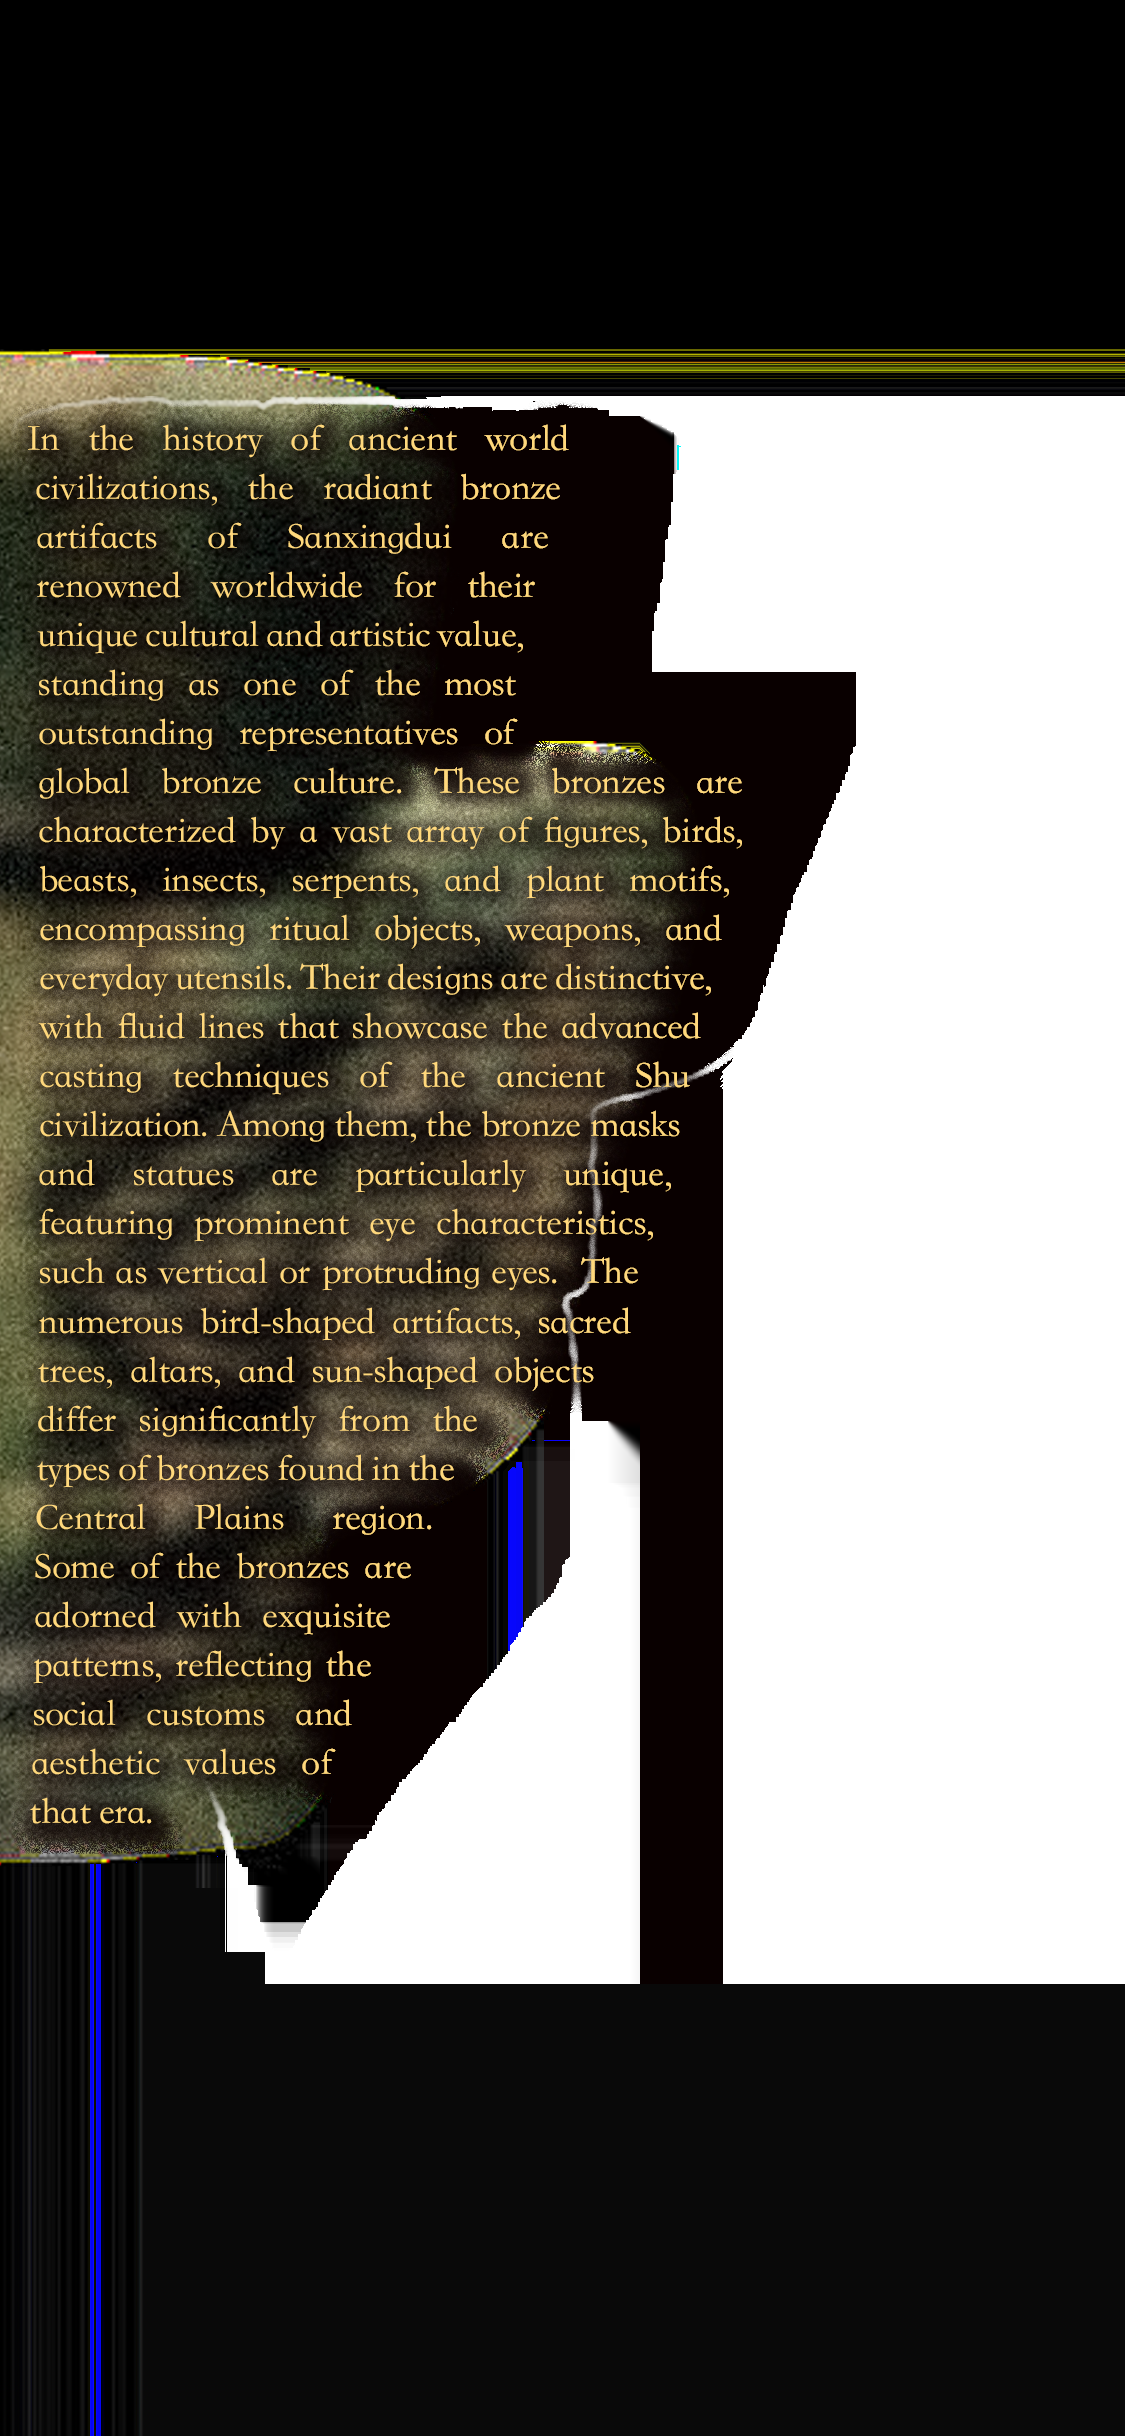 In the history of ancient world
civilizations, the radiant bronze
artifacts of Sanxingdui are
renowned worldwide for their
unique cultural and artistic value,
standing as one of the most
outstanding representatives of
global bronze culture. These bronzes are
characterized by a vast array of figures, birds,
beasts, insects, serpents, and plant motifs,
encompassing ritual objects, weapons, and
everyday utensils. Their designs are distinctive,
with fluid lines that showcase the advanced
casting techniques of the ancient Shu
civilization. Among them, the bronze masks
and statues are particularly unique,
featuring prominent eye characteristics,
such as vertical or protruding eyes. The
numerous bird-shaped artifacts, sacred
trees, altars, and sun-shaped objects
differ significantly from the
types of bronzes found in the
Central Plains region.
Some of the bronzes are
adorned with exquisite
patterns, reflecting the
social customs and
aesthetic values of
that era.